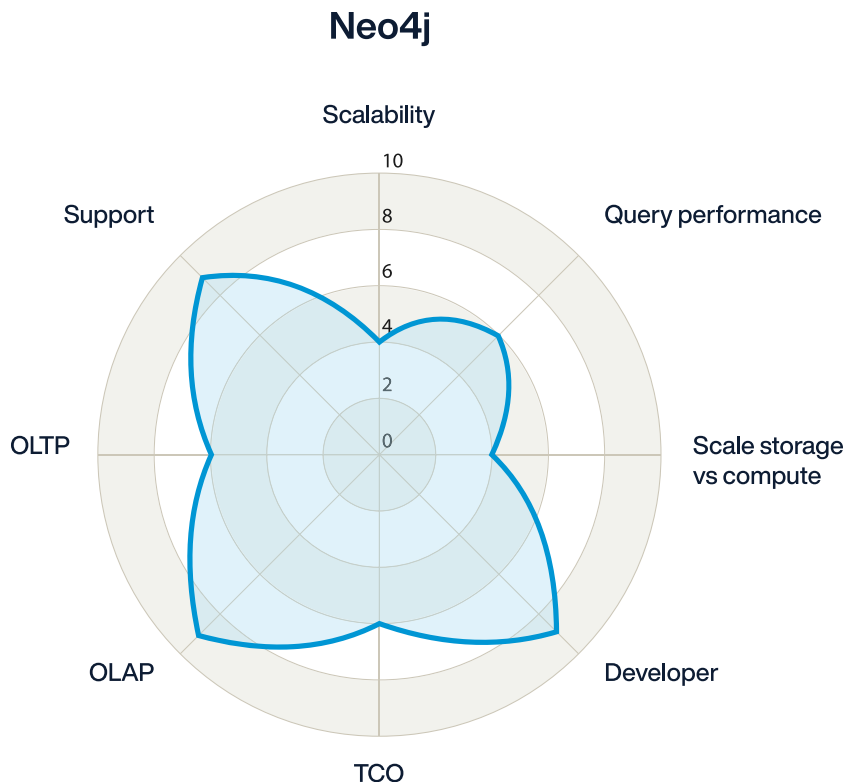 Neo4j
Scalability
10
Support
8
Query performance
6
4
2
0
OLTP
Scale storage
vs compute
OLAP
Developer
TCO